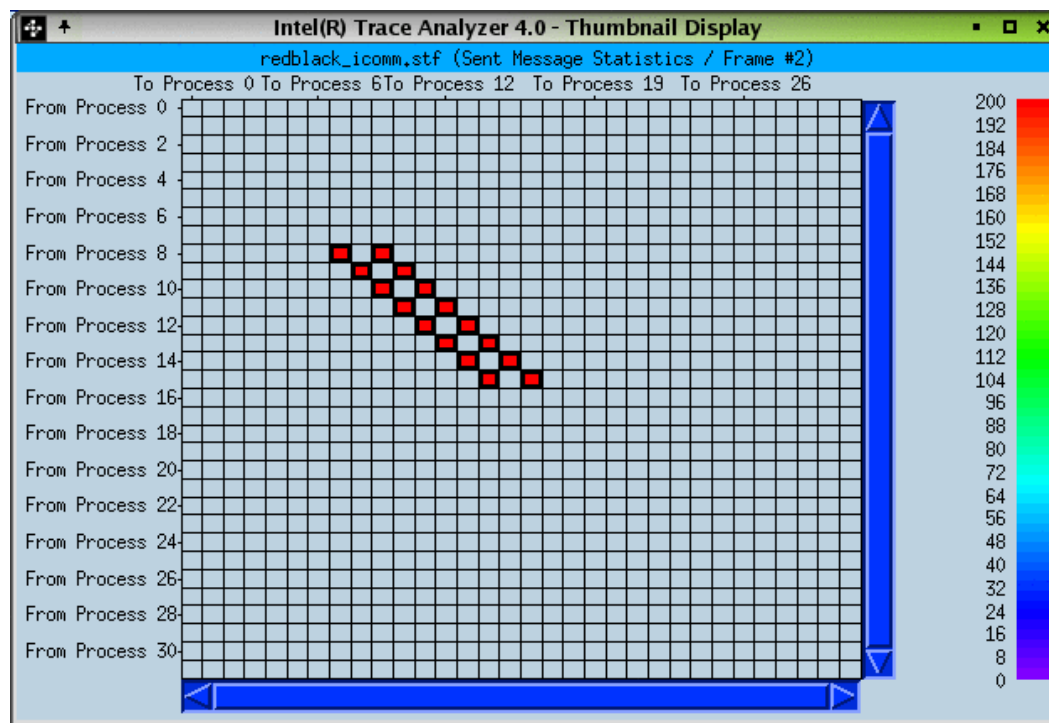 Intel(R) Trace Analyzer 4.0 - Thumbnail Display
redblack_icomm.stf (Sent Message Statistics / Frame #2)
To Process 0 To Process 6To Process 12 To Process 19 To Process 26
From Process 0
From Process 2
From Process 4
From Process 6
From Process 8
From Process 10
From Process 12
From Process 14
From Process 16
From Process 18
From Process 20
From Process 22
From Process 24
From Process 26
From Process 28
From Process 30
200
192
184
176
168
160
152
144
136
128
120
112
104
96
88
80
72
64
56
48
40
32
24
16
8
0